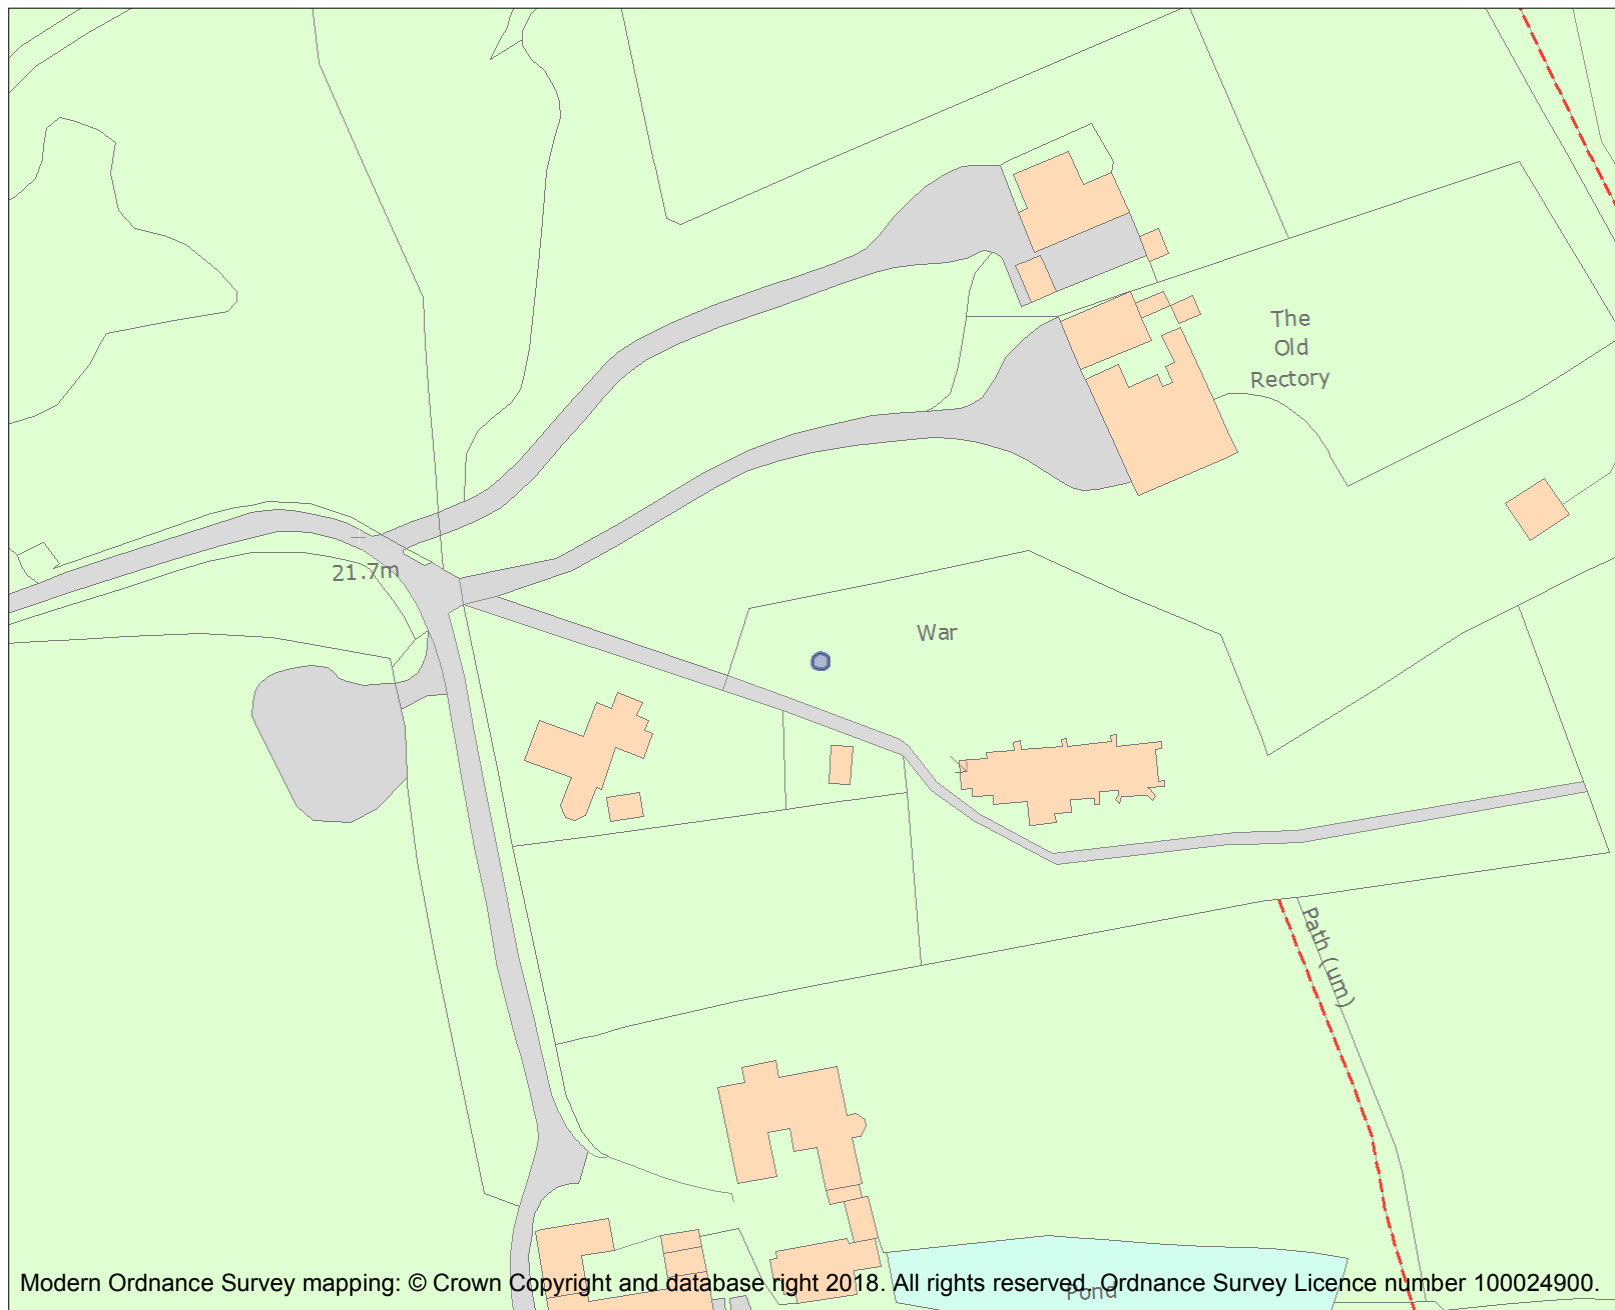 The
Old
Rectory
21.7m
War
Path (um)
Pond
Modern Ordnance Survey mapping: © Crown Copyright and database right 2018. All rights reserved. Ordnance Survey Licence number 100024900.